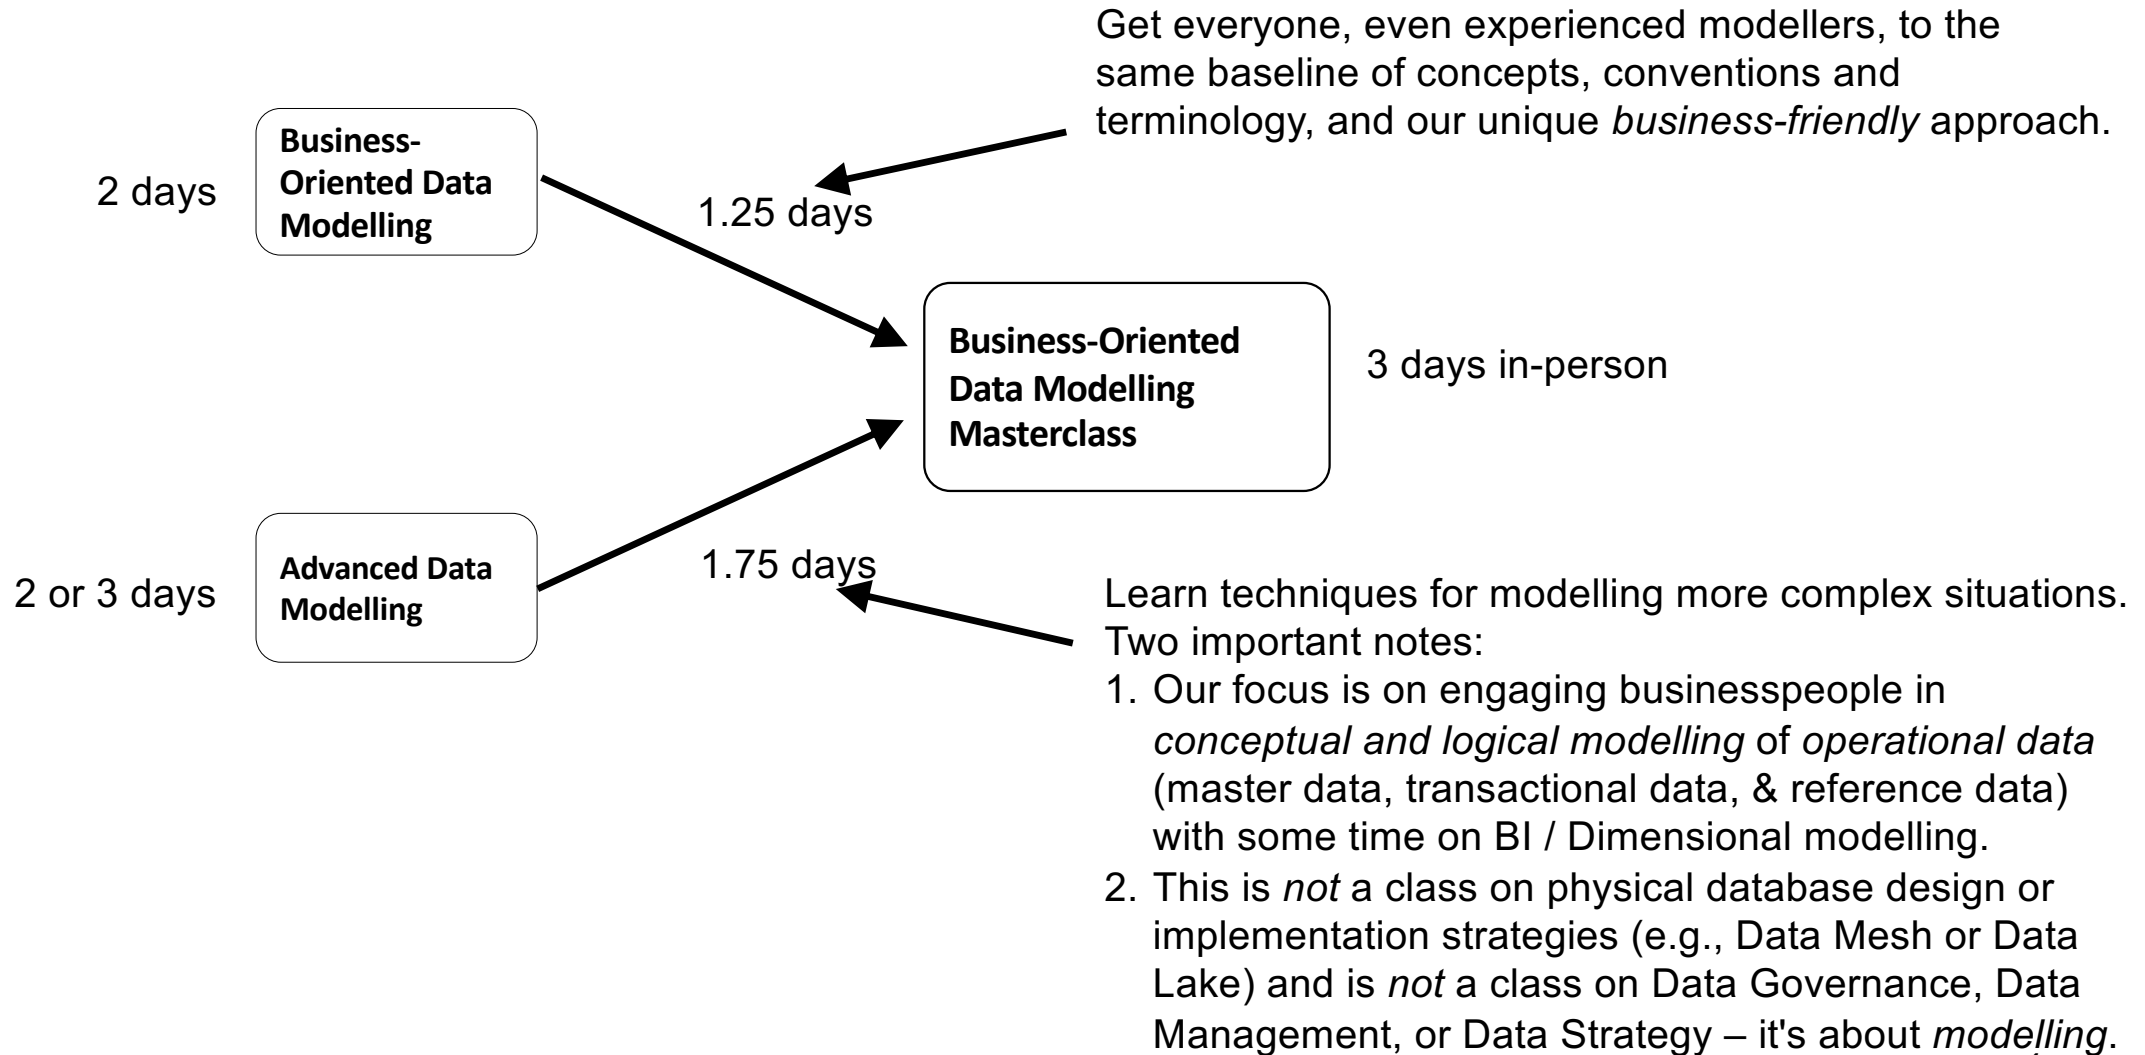 Get everyone, even experienced modellers, to the
same baseline of concepts, conventions and
terminology, and our unique business-friendly approach.
2 days
Business-
Oriented Data
Modelling
1.25 days
Business-Oriented
Data Modelling
Masterclass
3 days in-person
2 or 3 days
Advanced Data
Modelling
1.75 days
Learn techniques for modelling more complex situations.
Two important notes:
1. Our focus is on engaging businesspeople in
conceptual and logical modelling of operational data
(master data, transactional data, & reference data)
with some time on BI / Dimensional modelling.
2. This is not a class on physical database design or
implementation strategies (e.g., Data Mesh or Data
Lake) and is not a class on Data Governance, Data
Management, or Data Strategy – it's about modelling.